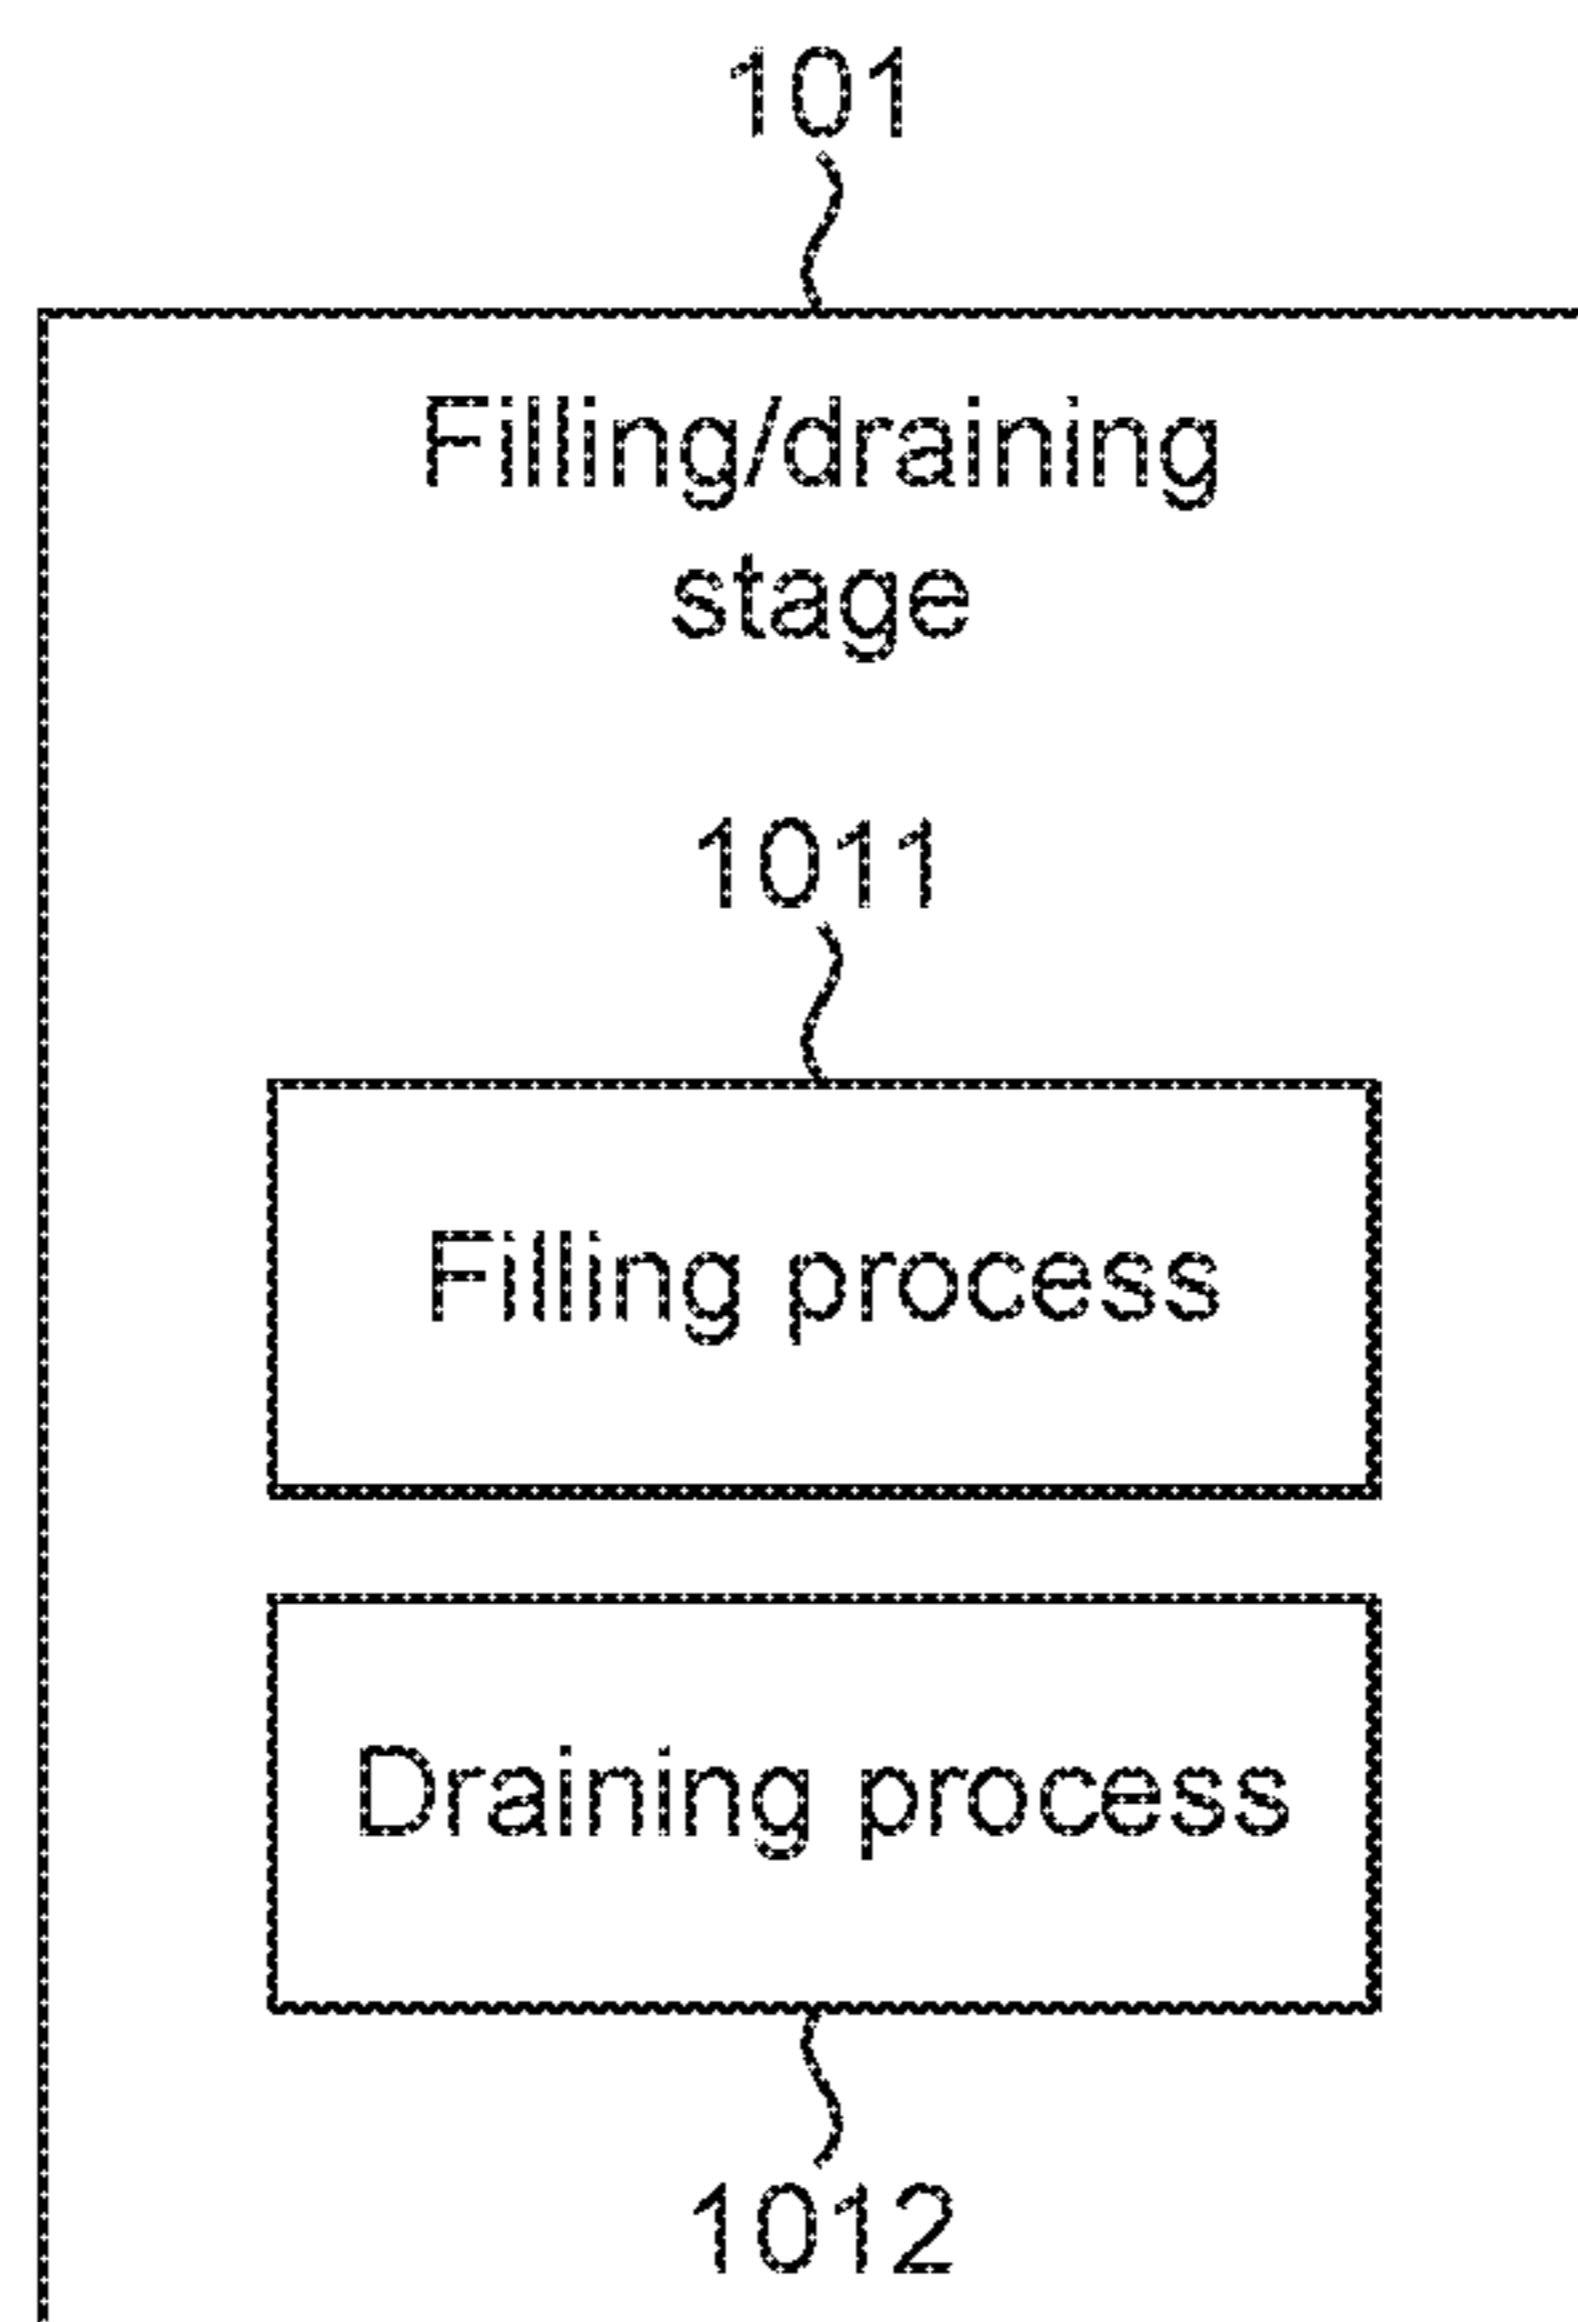 101
Filling/draining
stage
1011
Filling process
Draining process
1012